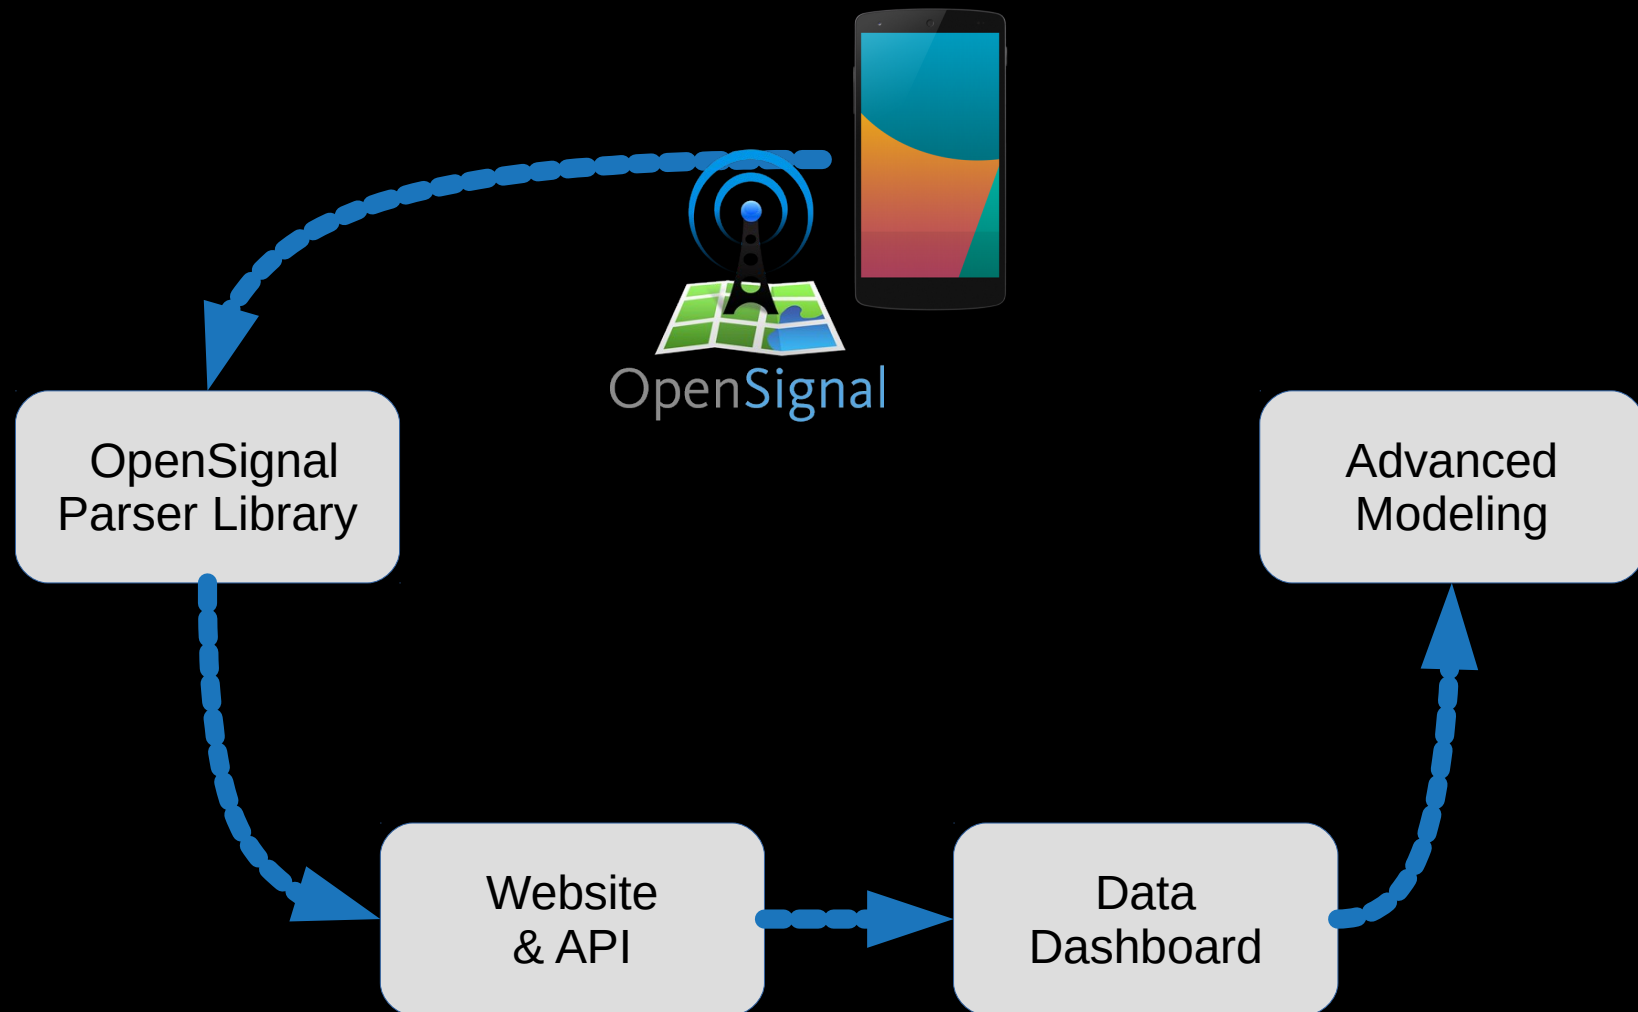 OpenSignal
OpenSignal
Parser Library
Advanced
Modeling
Website
& API
Data
Dashboard